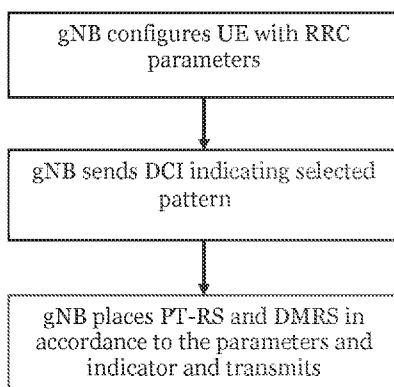 gNB configures UE with RRC
parameters
gNB sends DCI indicating selected
pattern
gNB places PT-RS and DMRS in
accordance to the parameters and
indicator and transmits